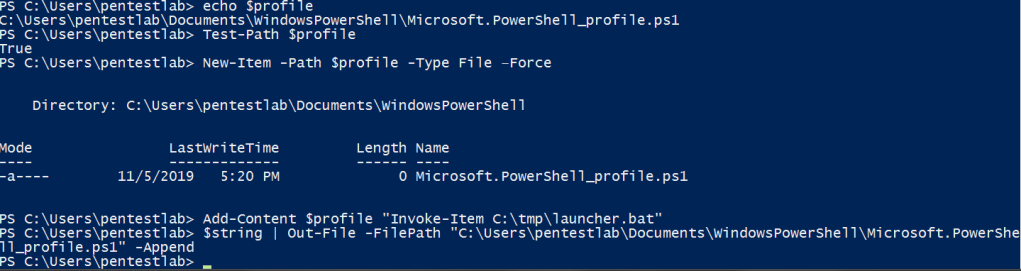 PS C:\Users\pentestlab> echo $profile
C:\Users\pentestlab\Documents\WindowsPowerShell\Microsoft.PowerShell_profile.ps1
PS C:\Users\pentestlab> Test-Path $profile
True
PS C:\Users\pentestlab> New-Item -Path $profile -Type File –Force
Directory: C:\Users\pentestlab\Documents\WindowsPowerShell
Mode LastWriteTime Length Name
---- ------------- ------ ----
-a---- 11/5/2019 5:20 PM 0 Microsoft.PowerShell_profile.ps1
PS C:\Users\pentestlab> Add-Content $profile "Invoke-Item C:\tmp\launcher.bat"
PS C:\Users\pentestlab> $string | Out-File -FilePath "C:\Users\pentestlab\Documents\WindowsPowerShell\Microsoft.PowerShe
ll_profile.ps1" -Append
PS C:\Users\pentestlab>